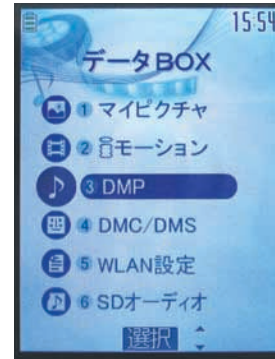 15:54
データBOX
1 マイピクチャ
2 iモーション
3 DMP
4 DMC/DMS
5 WLAN設定
6 SDオーディオ
選択